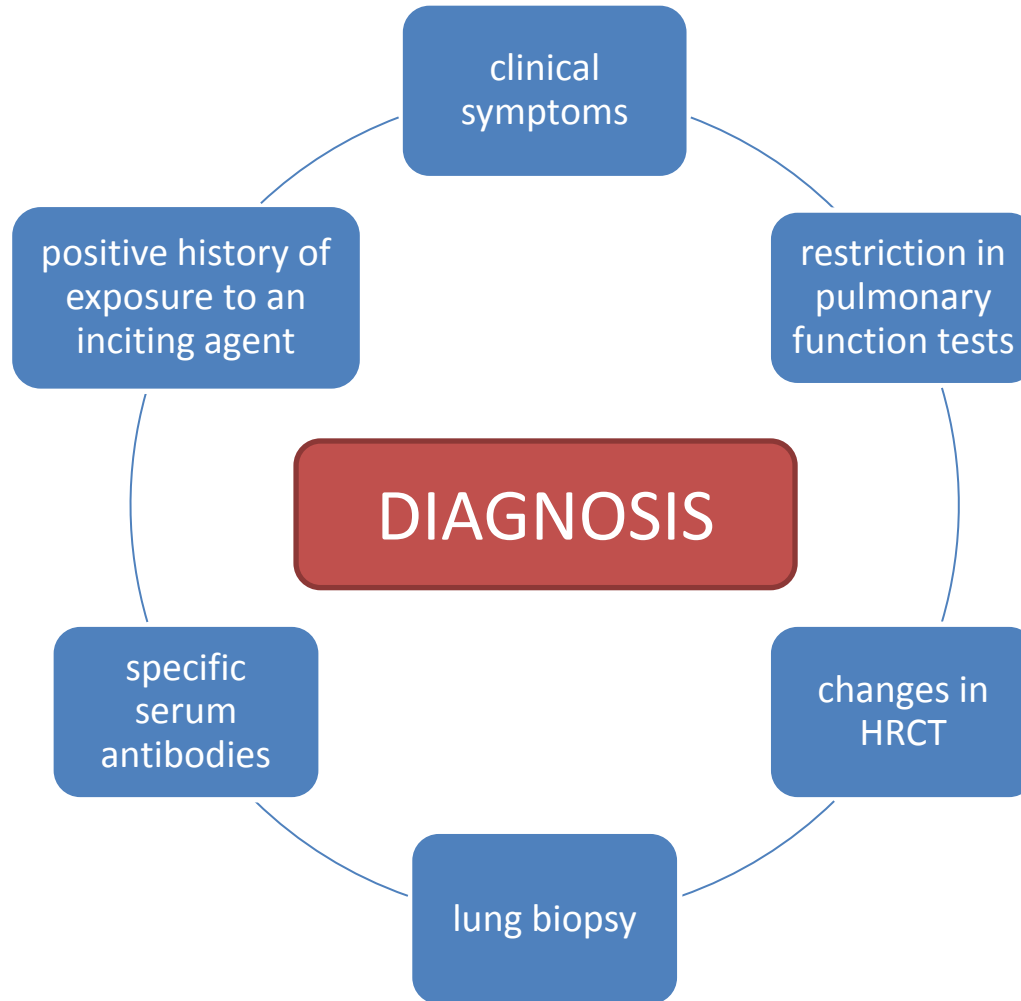 clinical
symptoms
positive history of
exposure to an
inciting agent
restriction in
pulmonary
function tests
DIAGNOSIS
specific
serum
antibodies
changes in
HRCT
lung biopsy